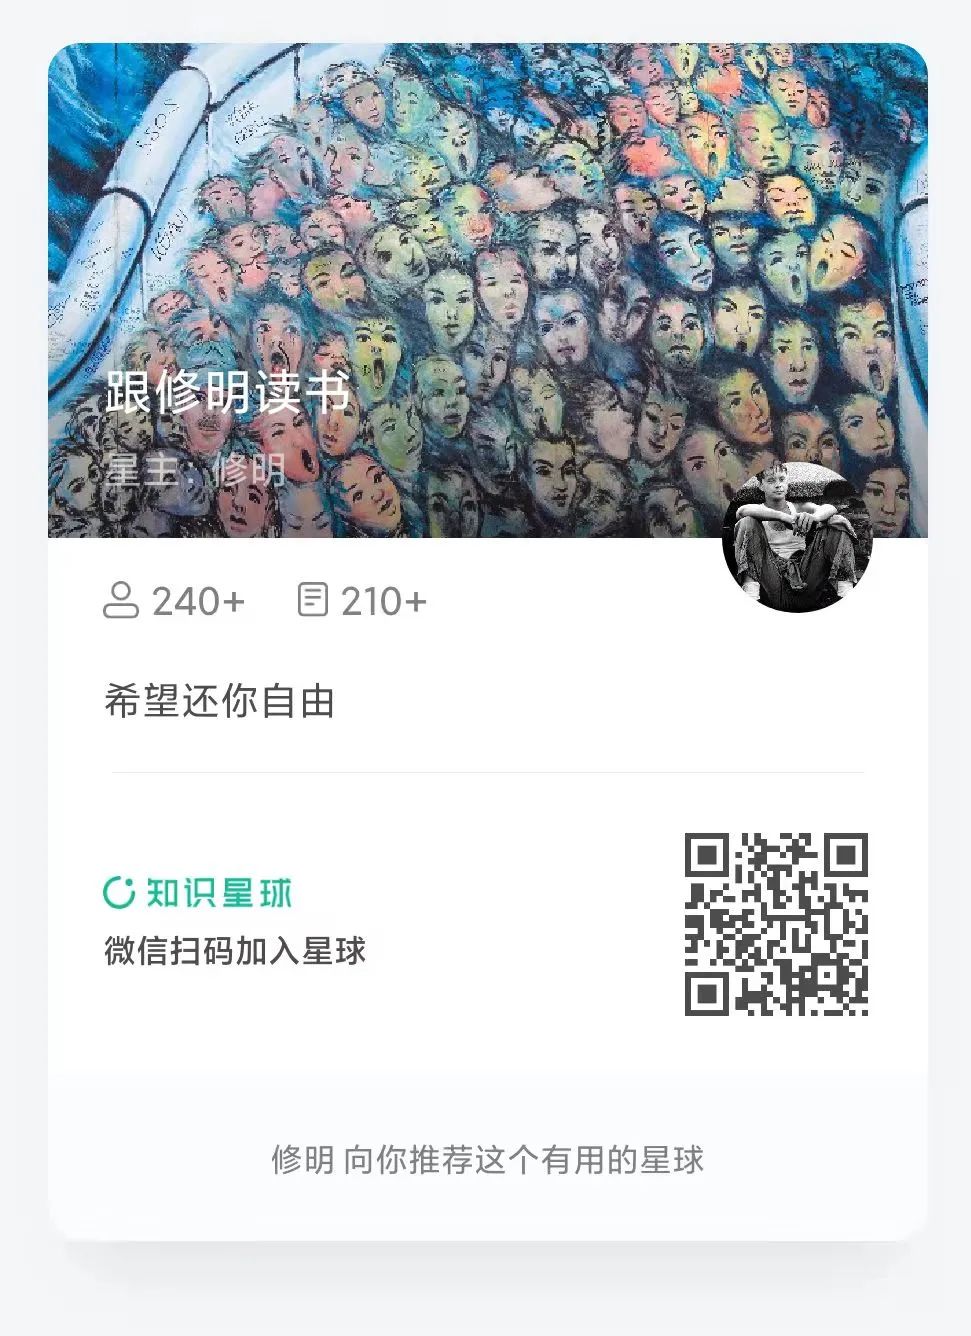 跟修明读书
星主：修明
240+ 210+
希望还你自由
知识星球
微信扫码加入星球
修明 向你推荐这个有用的星球